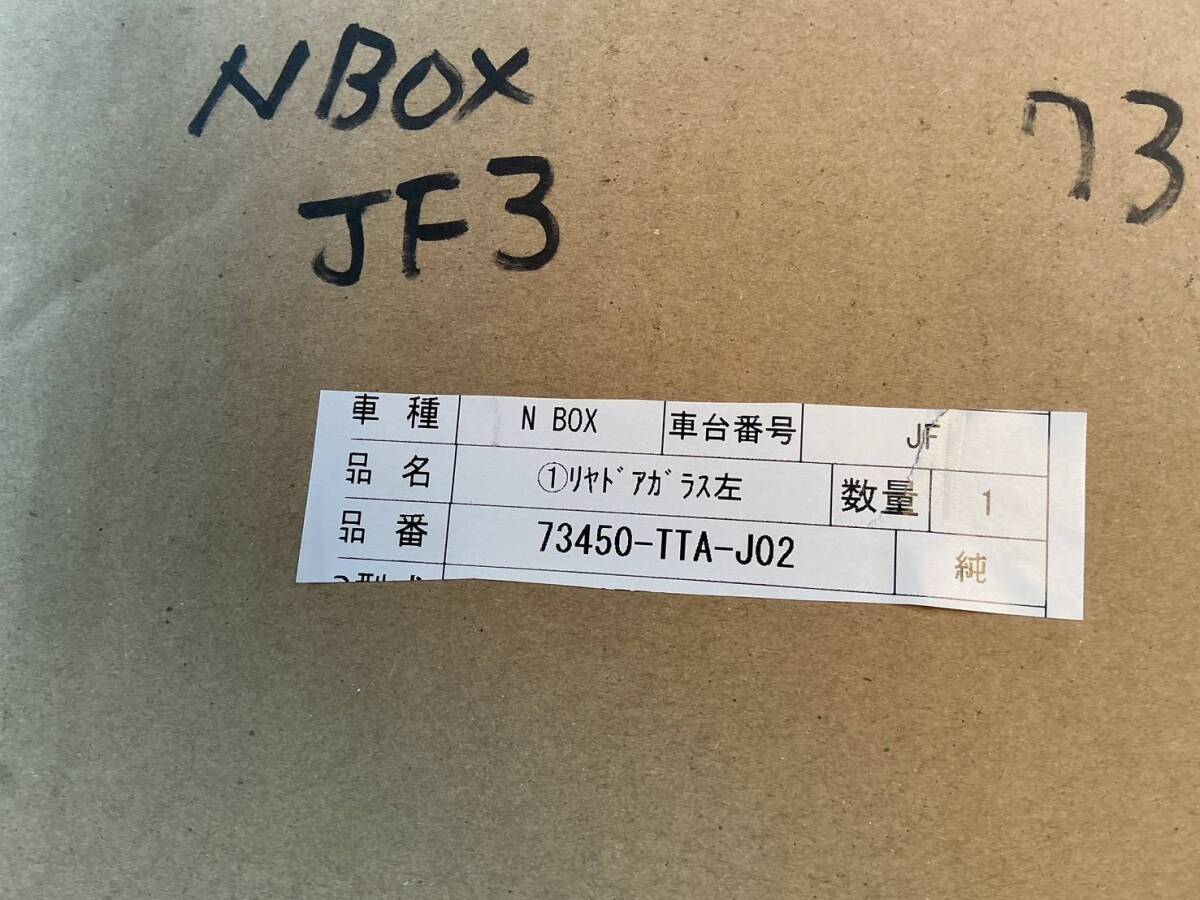 NBOX
JF3
73
車種 N BOX 車台番号 JF
品名 ①ﾘﾔﾄﾞｱｶﾞﾗｽ左 数量 1
品番 73450-TTA-J02 純